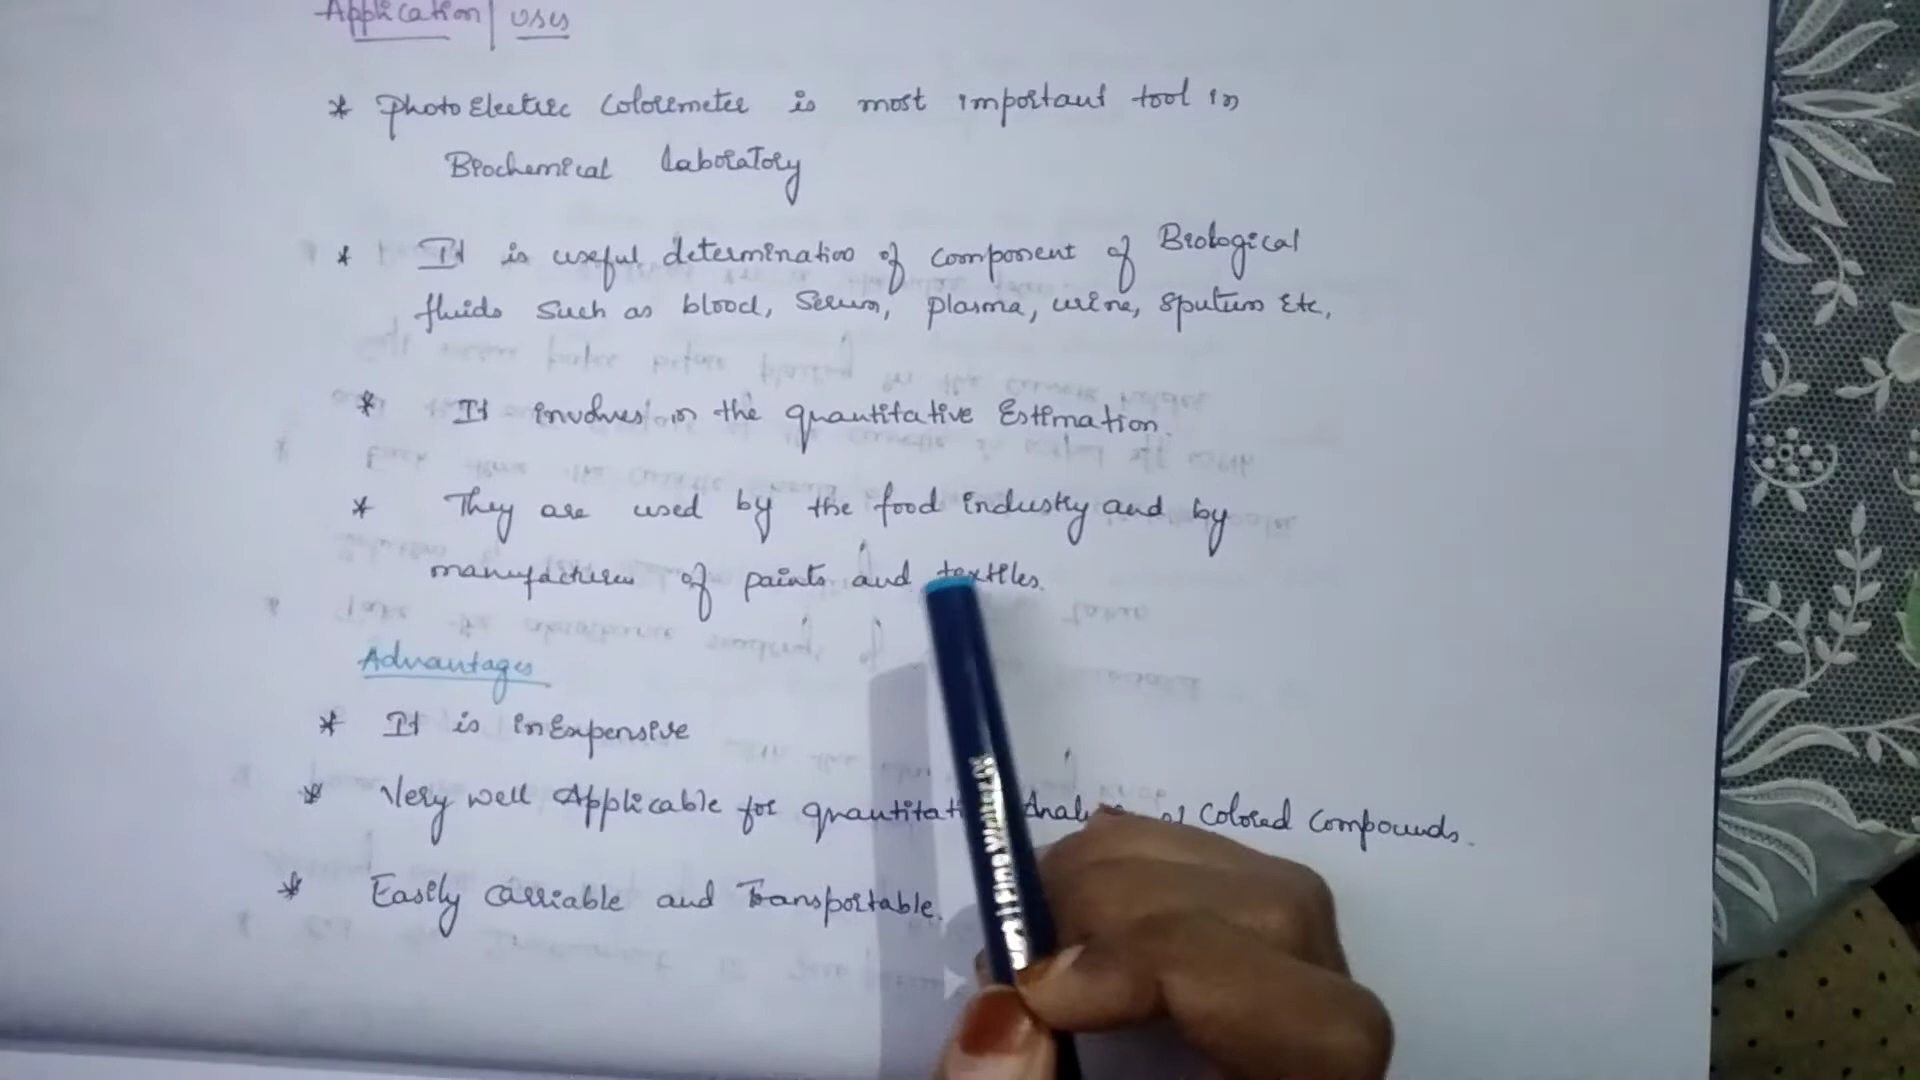 Application | uses
* Photo Electric Colorimeter is most important tool in
Biochemical laboratory
* It is useful determination of component of Biological
fluids Such as blood, Serum, plasma, urine, sputum Etc,
* It involves in the quantitative Estimation.
* They are used by the food industry and by
manufacturers of paints and textiles.
Advantages
* It is inExpensive
* Very well Applicable for of Colored Compounds.
* Easily Carriable and Transportable.